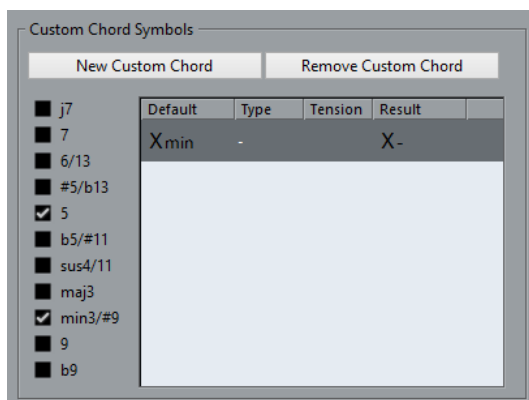 Custom Chord Symbols
New Custom Chord Remove Custom Chord
j7
7
6/13
#5/b13
5
b5/#11
sus4/11
maj3
min3/#9
9
b9
Default Type Tension Result
Xmin - X-